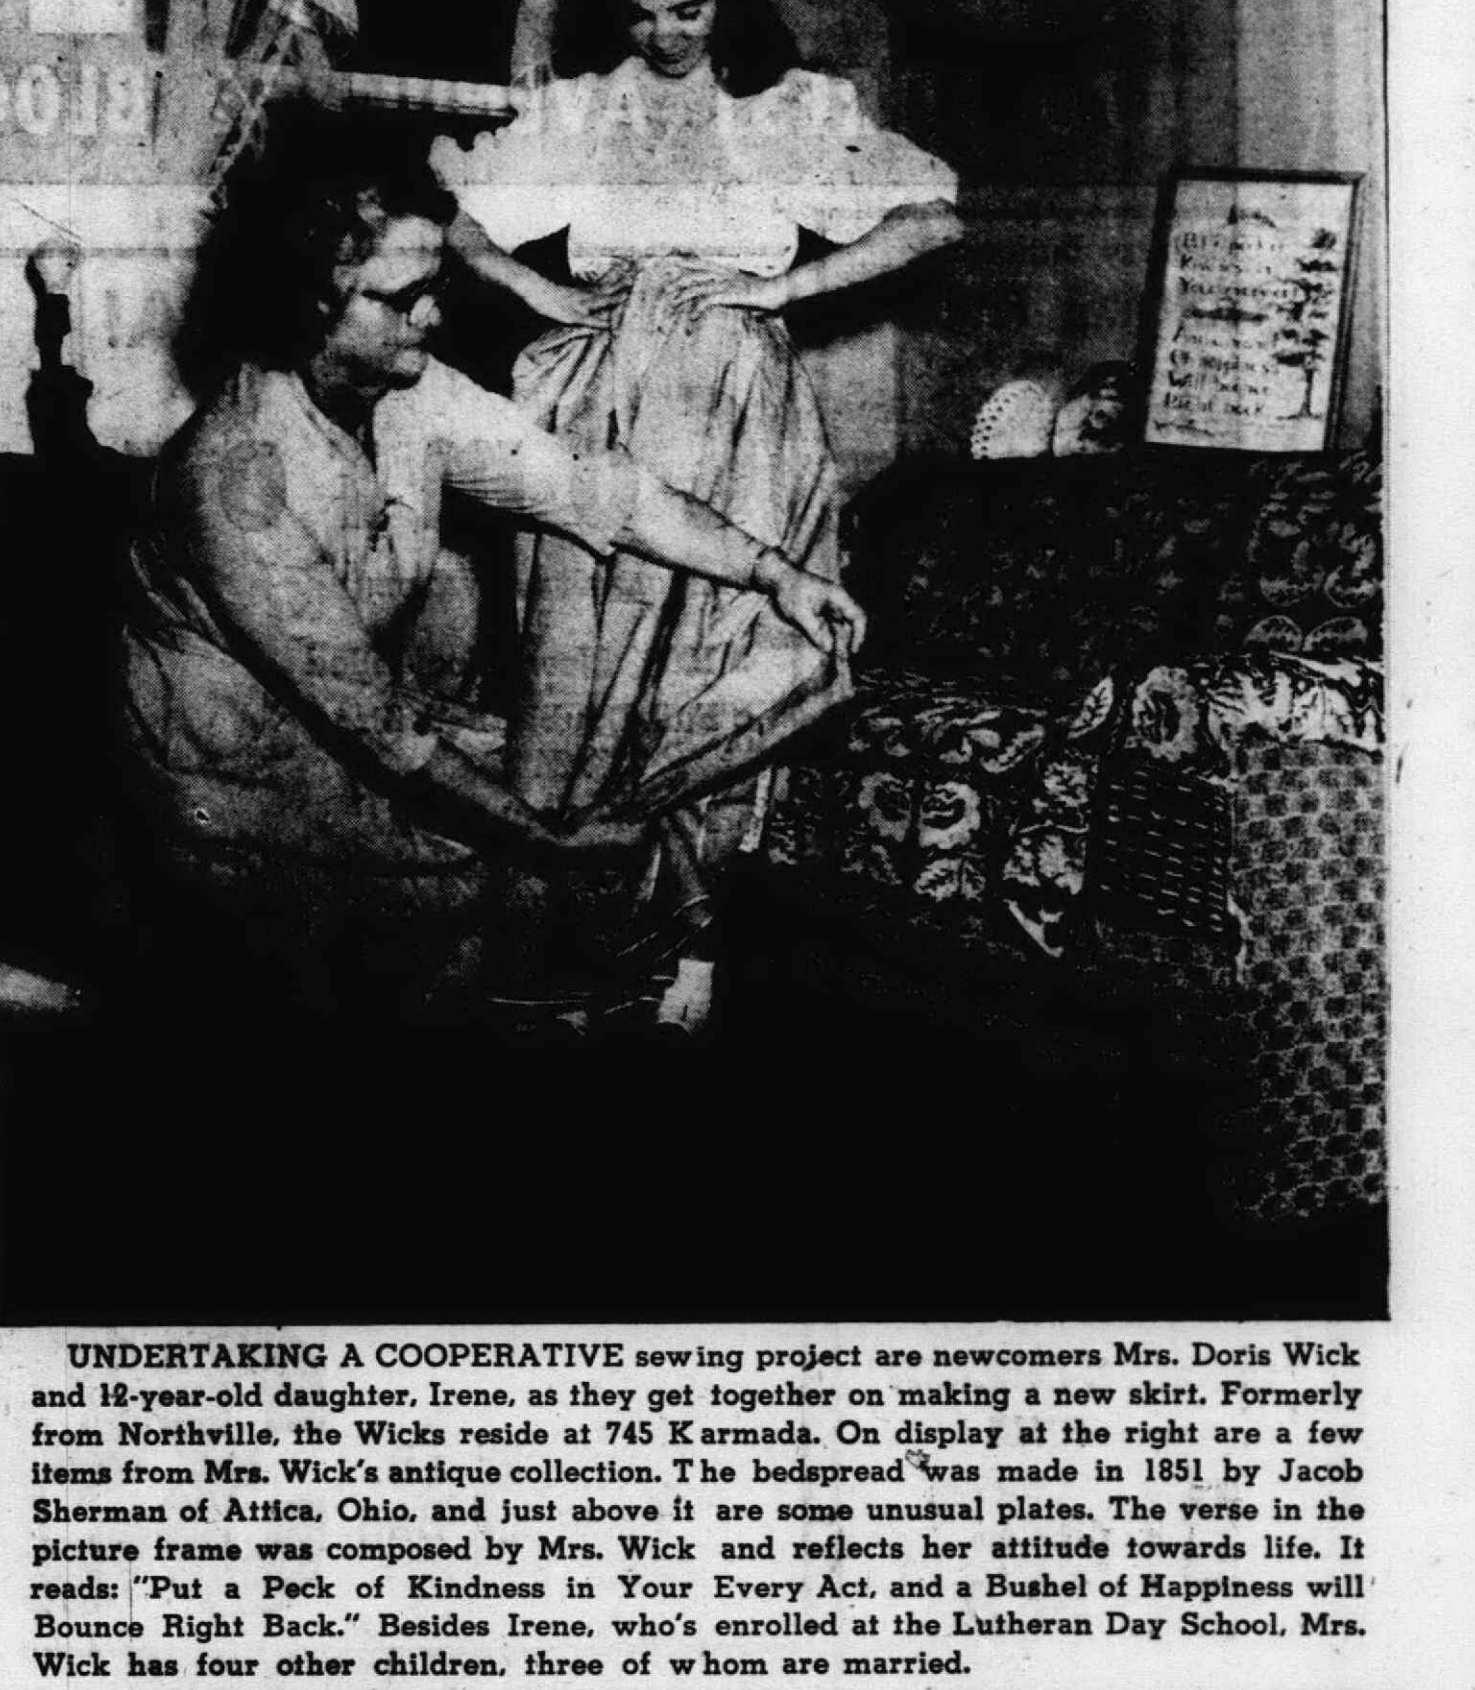 UNDERTAKING A COOPERATIVE sewing project are newcomers Mrs. Doris Wick
and 12-year-old daughter, Irene, as they get together on making a new skirt. Formerly
from Northville, the Wicks reside at 745 Karmada. On display at the right are a few
items from Mrs. Wick's antique collection. The bedspread was made in 1851 by Jacob
Sherman of Attica, Ohio, and just above it are some unusual plates. The verse in the
picture frame was composed by Mrs. Wick and reflects her attitude towards life. It
reads: "Put a Peck of Kindness in Your Every Act, and a Bushel of Happiness will
Bounce Right Back." Besides Irene, who's enrolled at the Lutheran Day School, Mrs.
Wick has four other children, three of whom are married.